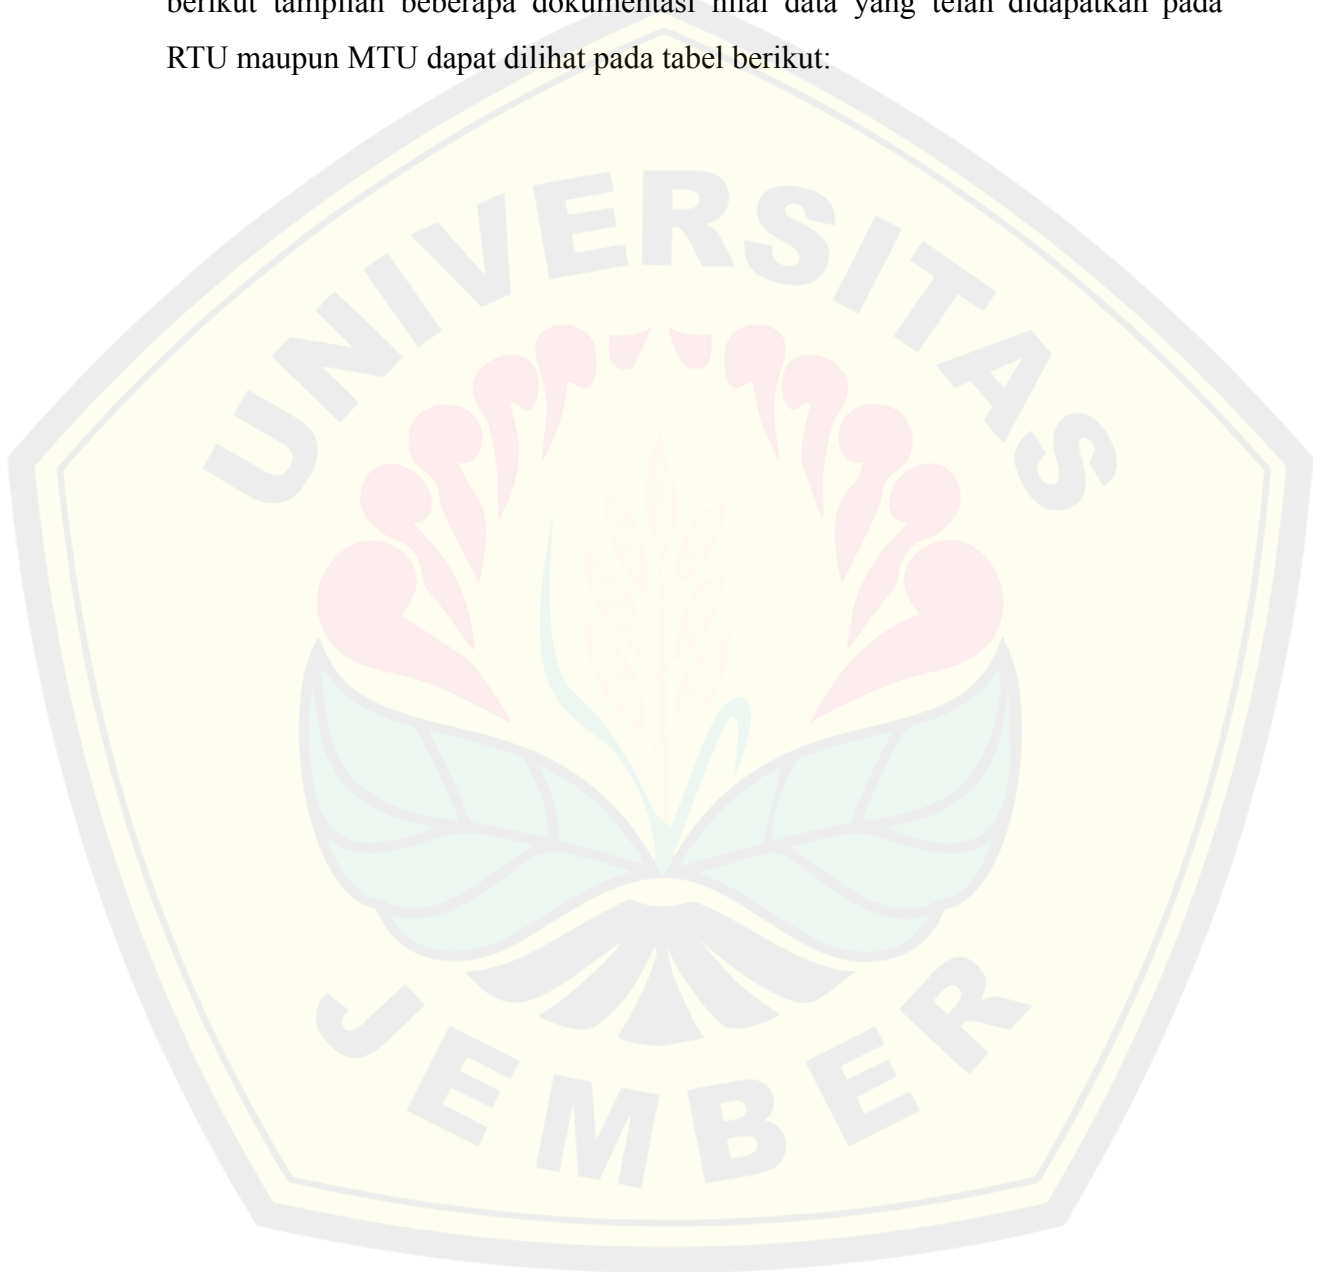 berikut tampilan beberapa dokumentasi nilai data yang telah didapatkan pada
RTU maupun MTU dapat dilihat pada tabel berikut:
UNIVERSITAS
JEMBER